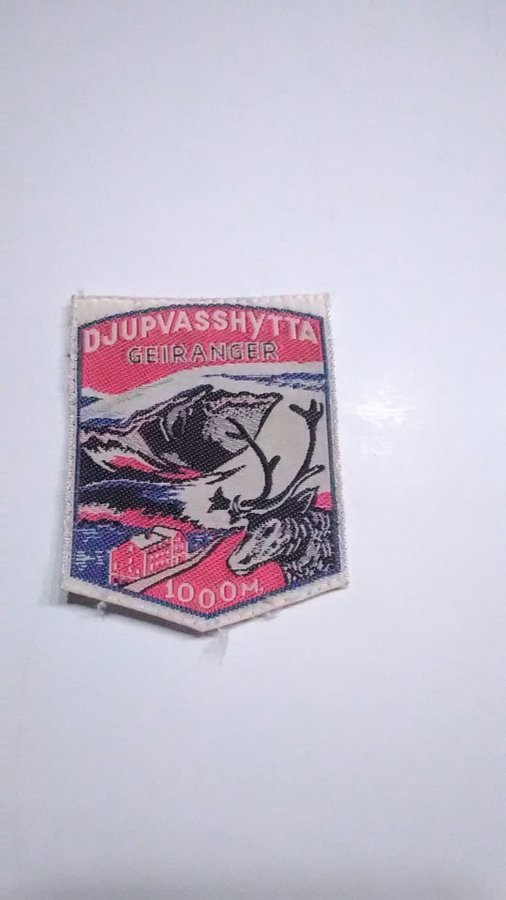 DJUPVASSHYTTA
GEIRANGER
1000M.